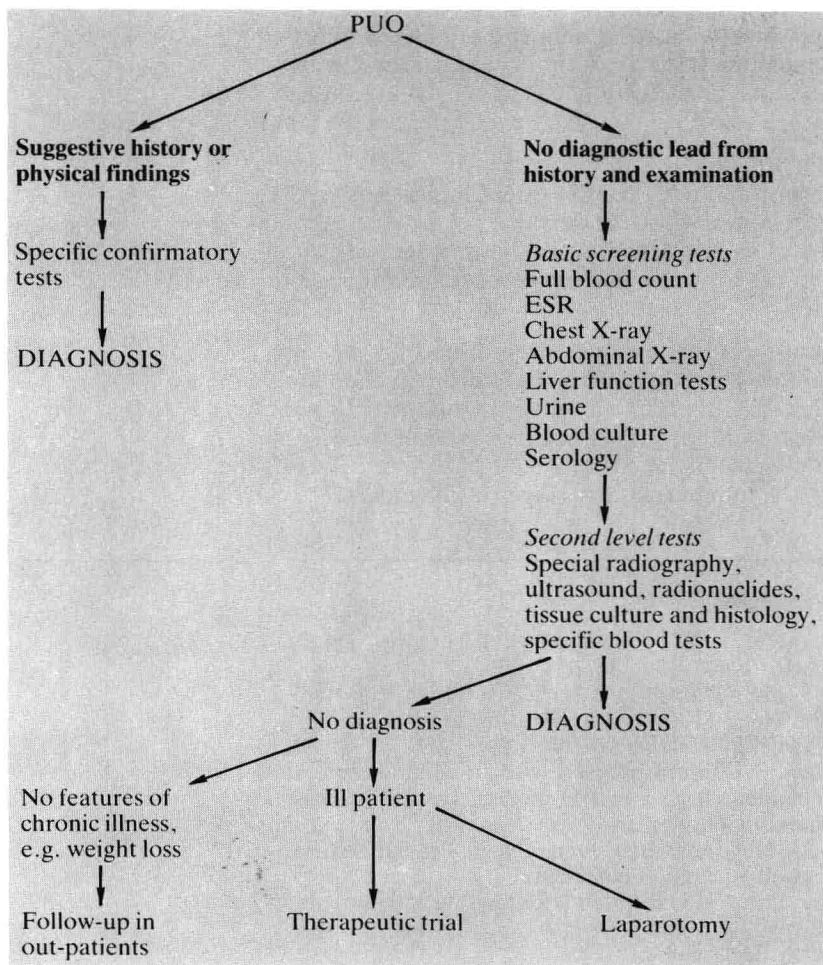 PUO
Suggestive history or
physical findings
Specific confirmatory
tests
DIAGNOSIS
No diagnostic lead from
history and examination
Basic screening tests
Full blood count
ESR
Chest X-ray
Abdominal X-ray
Liver function tests
Urine
Blood culture
Serology
Second level tests
Special radiography,
ultrasound, radionuclides,
tissue culture and histology,
specific blood tests
No diagnosis
DIAGNOSIS
No features of
chronic illness,
e.g. weight loss
Ill patient
Follow-up in
out-patients
Therapeutic trial
Laparotomy